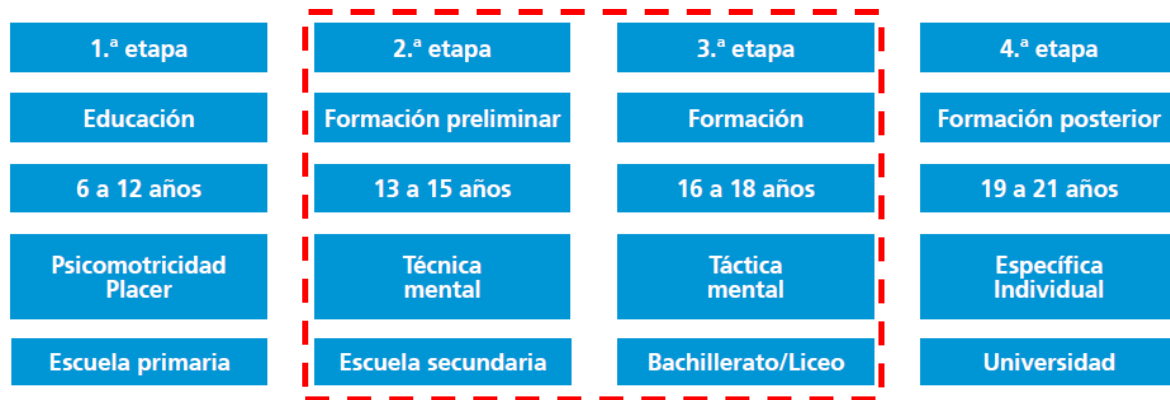 1.ª etapa
2.ª etapa
3.ª etapa
4.ª etapa
Educación
Formación preliminar
Formación
Formación posterior
6 a 12 años
13 a 15 años
16 a 18 años
19 a 21 años
Psicomotricidad
Placer
Técnica
mental
Táctica
mental
Específica
Individual
Escuela primaria
Escuela secundaria
Bachillerato/Liceo
Universidad